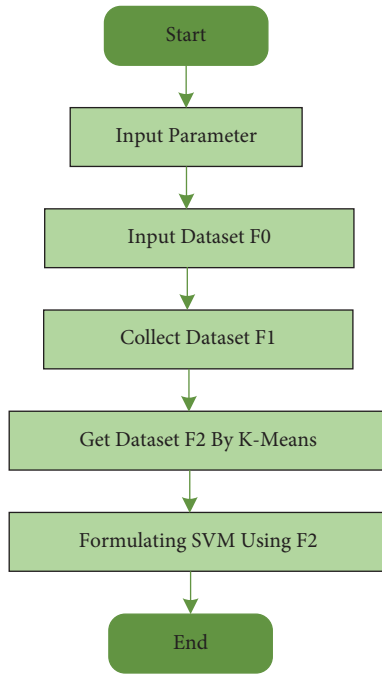 Start
Input Parameter
Input Dataset F0
Collect Dataset F1
Get Dataset F2 By K-Means
Formulating SVM Using F2
End